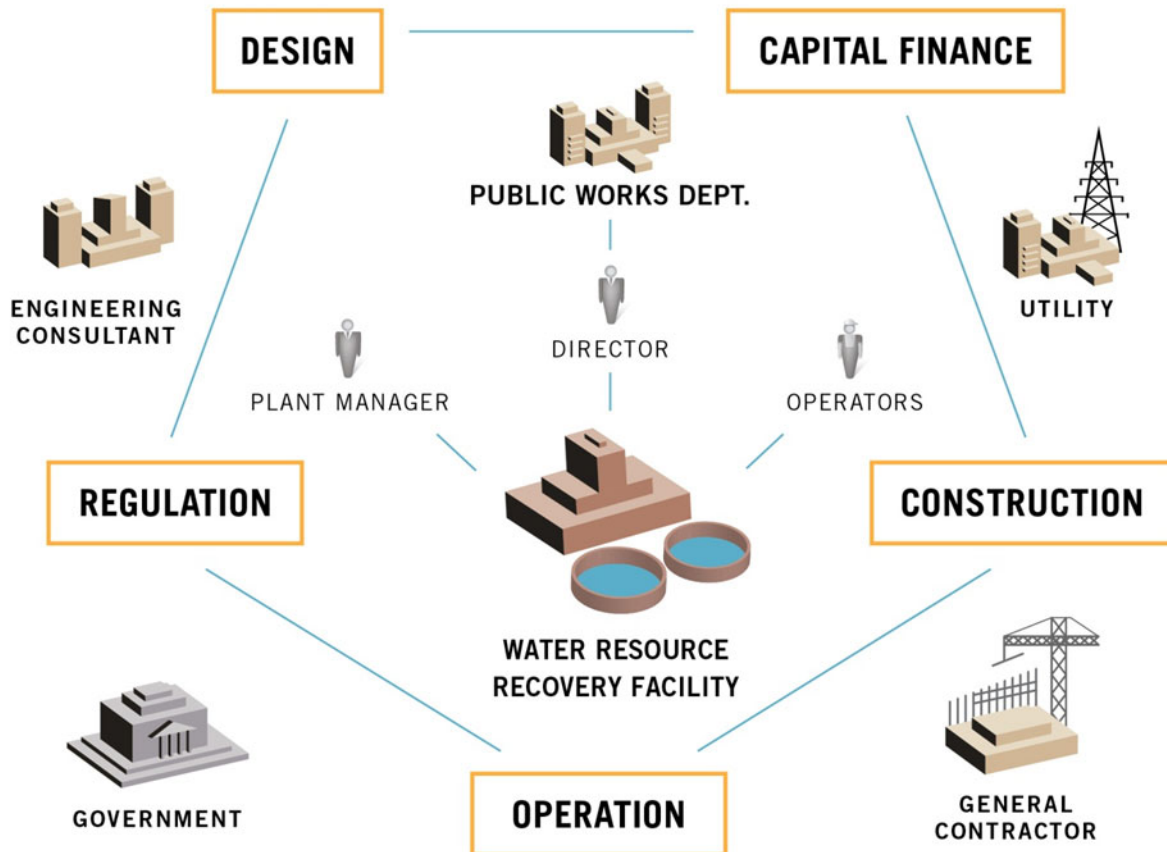 DESIGN
CAPITAL FINANCE
PUBLIC WORKS DEPT.
ENGINEERING
CONSULTANT
UTILITY
DIRECTOR
PLANT MANAGER
OPERATORS
REGULATION
CONSTRUCTION
WATER RESOURCE
RECOVERY FACILITY
GOVERNMENT
OPERATION
GENERAL
CONTRACTOR